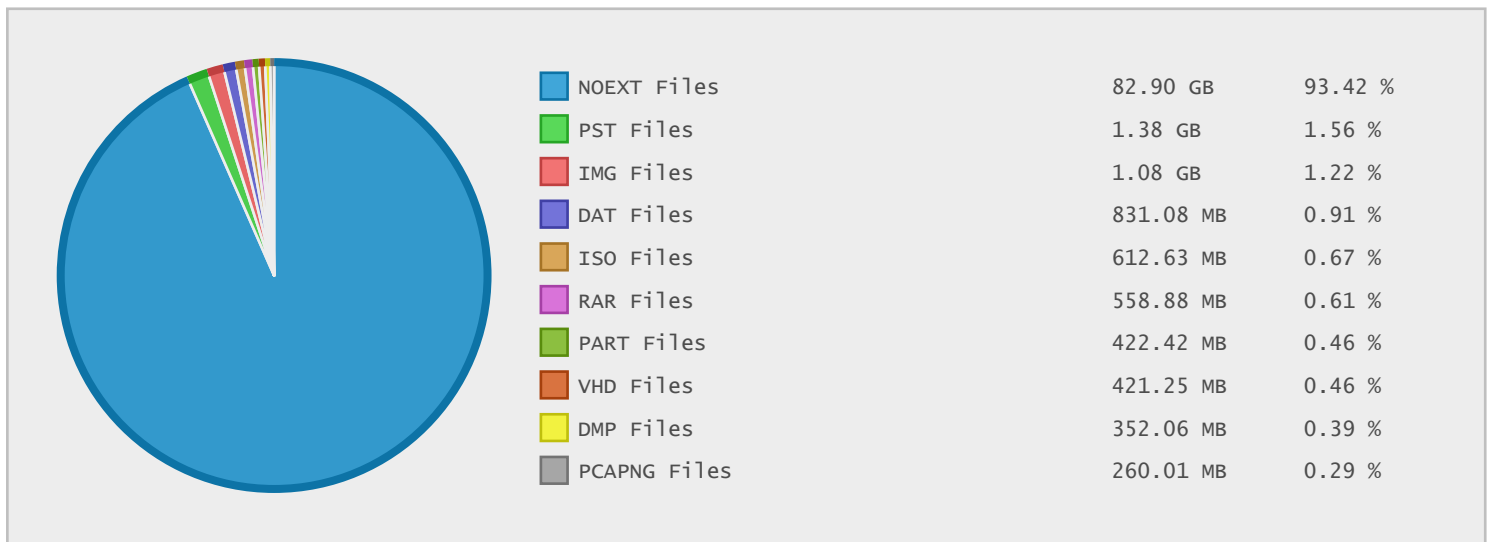 NOEXT Files 82.90 GB 93.42 %
PST Files 1.38 GB 1.56 %
IMG Files 1.08 GB 1.22 %
DAT Files 831.08 MB 0.91 %
ISO Files 612.63 MB 0.67 %
RAR Files 558.88 MB 0.61 %
PART Files 422.42 MB 0.46 %
VHD Files 421.25 MB 0.46 %
DMP Files 352.06 MB 0.39 %
PCAPNG Files 260.01 MB 0.29 %